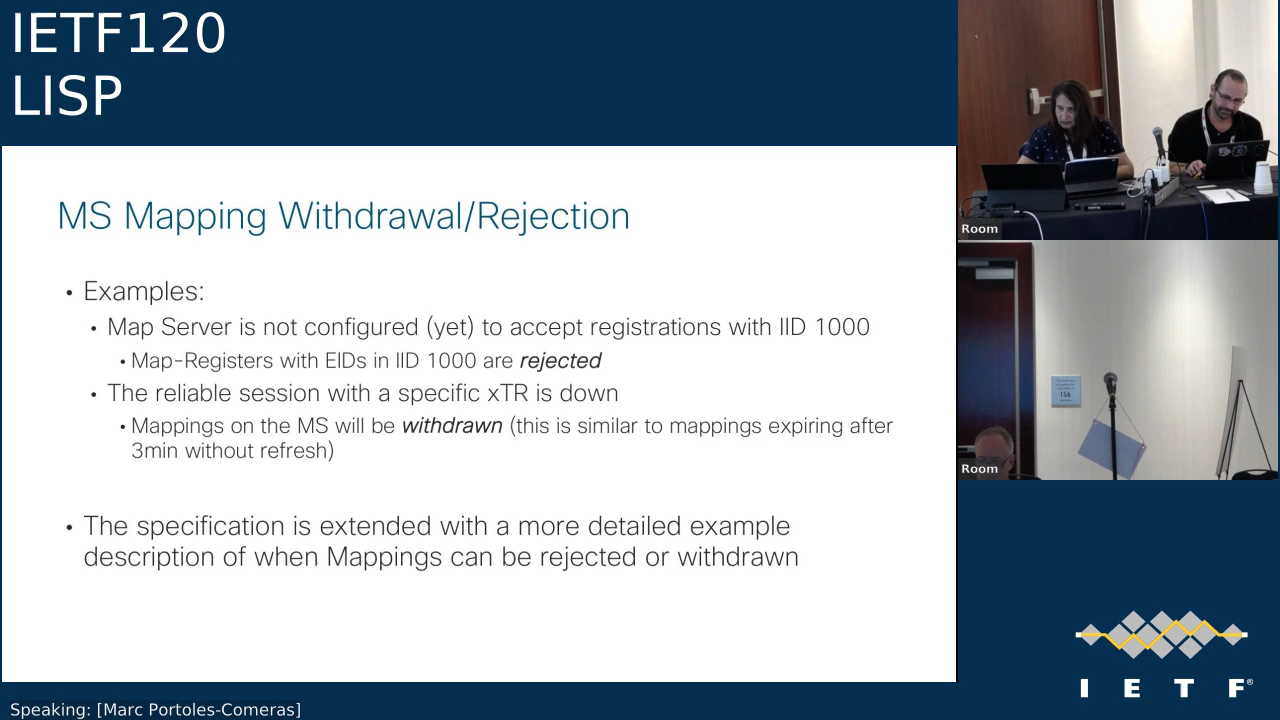 IETF120
LISP
MS Mapping Withdrawal/Rejection
• Examples:
• Map Server is not configured (yet) to accept registrations with IID 1000
• Map-Registers with EIDs in IID 1000 are rejected
• The reliable session with a specific xTR is down
• Mappings on the MS will be withdrawn (this is similar to mappings expiring after
3min without refresh)
• The specification is extended with a more detailed example
description of when Mappings can be rejected or withdrawn
Room
156
Room
I E T F®
Speaking: [Marc Portoles-Comeras]